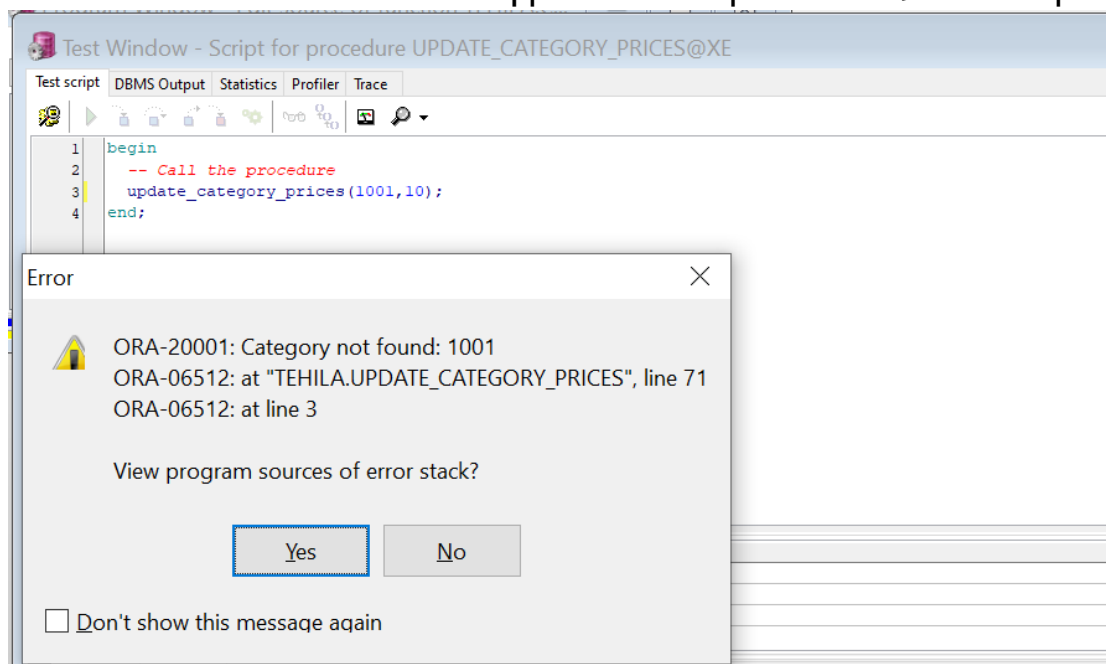 Test Window - Script for procedure UPDATE_CATEGORY_PRICES@XE
Test script DBMS Output Statistics Profiler Trace
1 begin
2 -- Call the procedure
3 update_category_prices(1001,10);
4 end;
Error
ORA-20001: Category not found: 1001
ORA-06512: at "TEHILA.UPDATE_CATEGORY_PRICES", line 71
ORA-06512: at line 3
View program sources of error stack?
Yes No
Don't show this message again